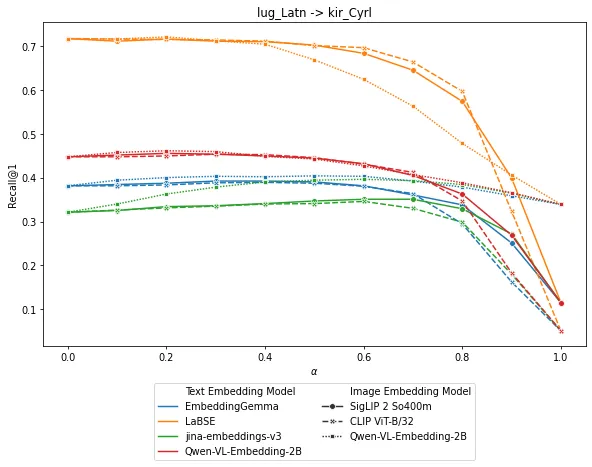 lug_Latn -> kir_Cyrl
Recall@1
0.7
0.6
0.5
0.4
0.3
0.2
0.1
0.0 0.2 0.4 0.6 0.8 1.0
α
Text Embedding Model
EmbeddingGemma
LaBSE
jina-embeddings-v3
Qwen-VL-Embedding-2B
Image Embedding Model
SigLIP 2 So400m
CLIP ViT-B/32
Qwen-VL-Embedding-2B